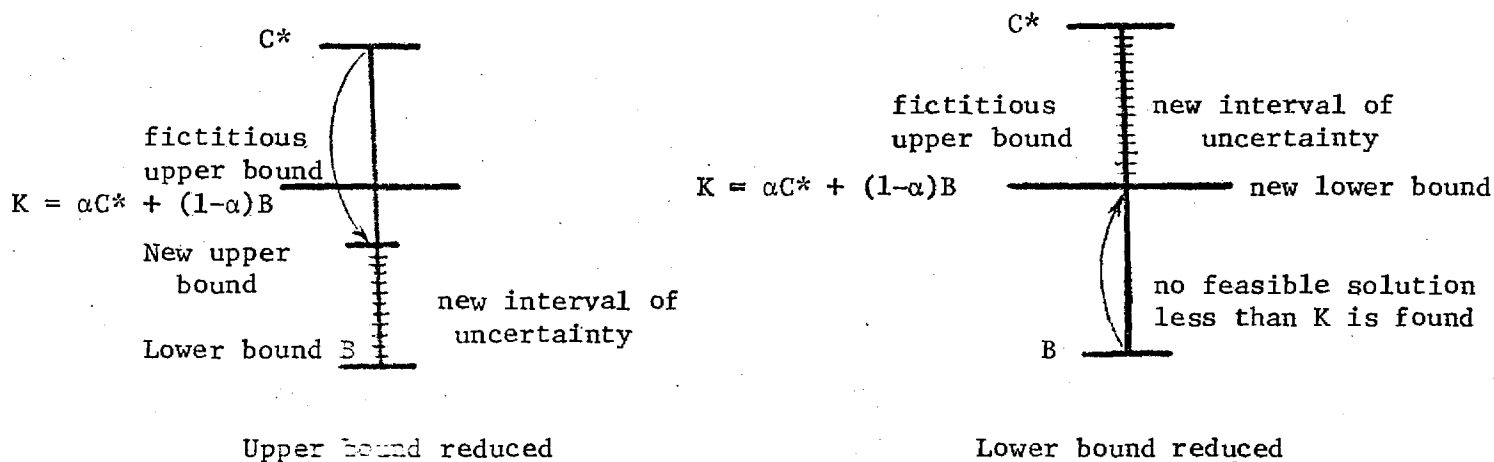 C*
fictitious
upper bound
K = αC* + (1-α)B
New upper
bound
new interval of
uncertainty
Lower bound B
Upper bound reduced
C*
fictitious
upper bound
new interval of
uncertainty
K = αC* + (1-α)B
new lower bound
no feasible solution
less than K is found
B
Lower bound reduced